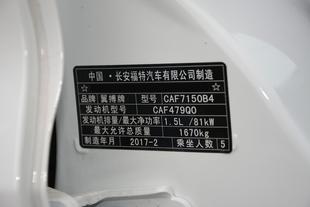 中国·长安福特汽车有限公司制造
品牌 翼搏牌 型号 CAF7150B4
发动机型号 CAF479Q0
发动机排量/最大净功率 1.5L /81kW
最大允许总质量 1670kg
制造年月 2017-2 乘坐人数 5